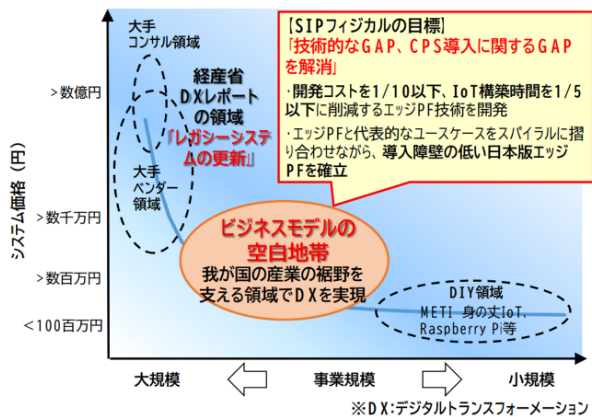 大手
コンサル領域
経産省
DXレポート
の領域
「レガシーシステ
ムの更新」
大手
ベンダー
領域
【SIPフィジカルの目標】
「技術的なGAP、CPS導入に関するGAP
を解消」
・開発コストを1/10以下、IoT構築時間を1/5
以下に削減するエッジPF技術を開発
・エッジPFと代表的なユースケースをスパイラルに摺
り合わせながら、導入障壁の低い日本版エッジ
PFを確立
ビジネスモデルの
空白地帯
我が国の産業の裾野を
支える領域でDXを実現
DIY領域
METI 身の丈IoT、
Raspberry Pi等
システム価格(円)
>数億円
>数千万円
>数百万円
<100百万円
大規模
事業規模
小規模
※DX:デジタルトランスフォーメーション